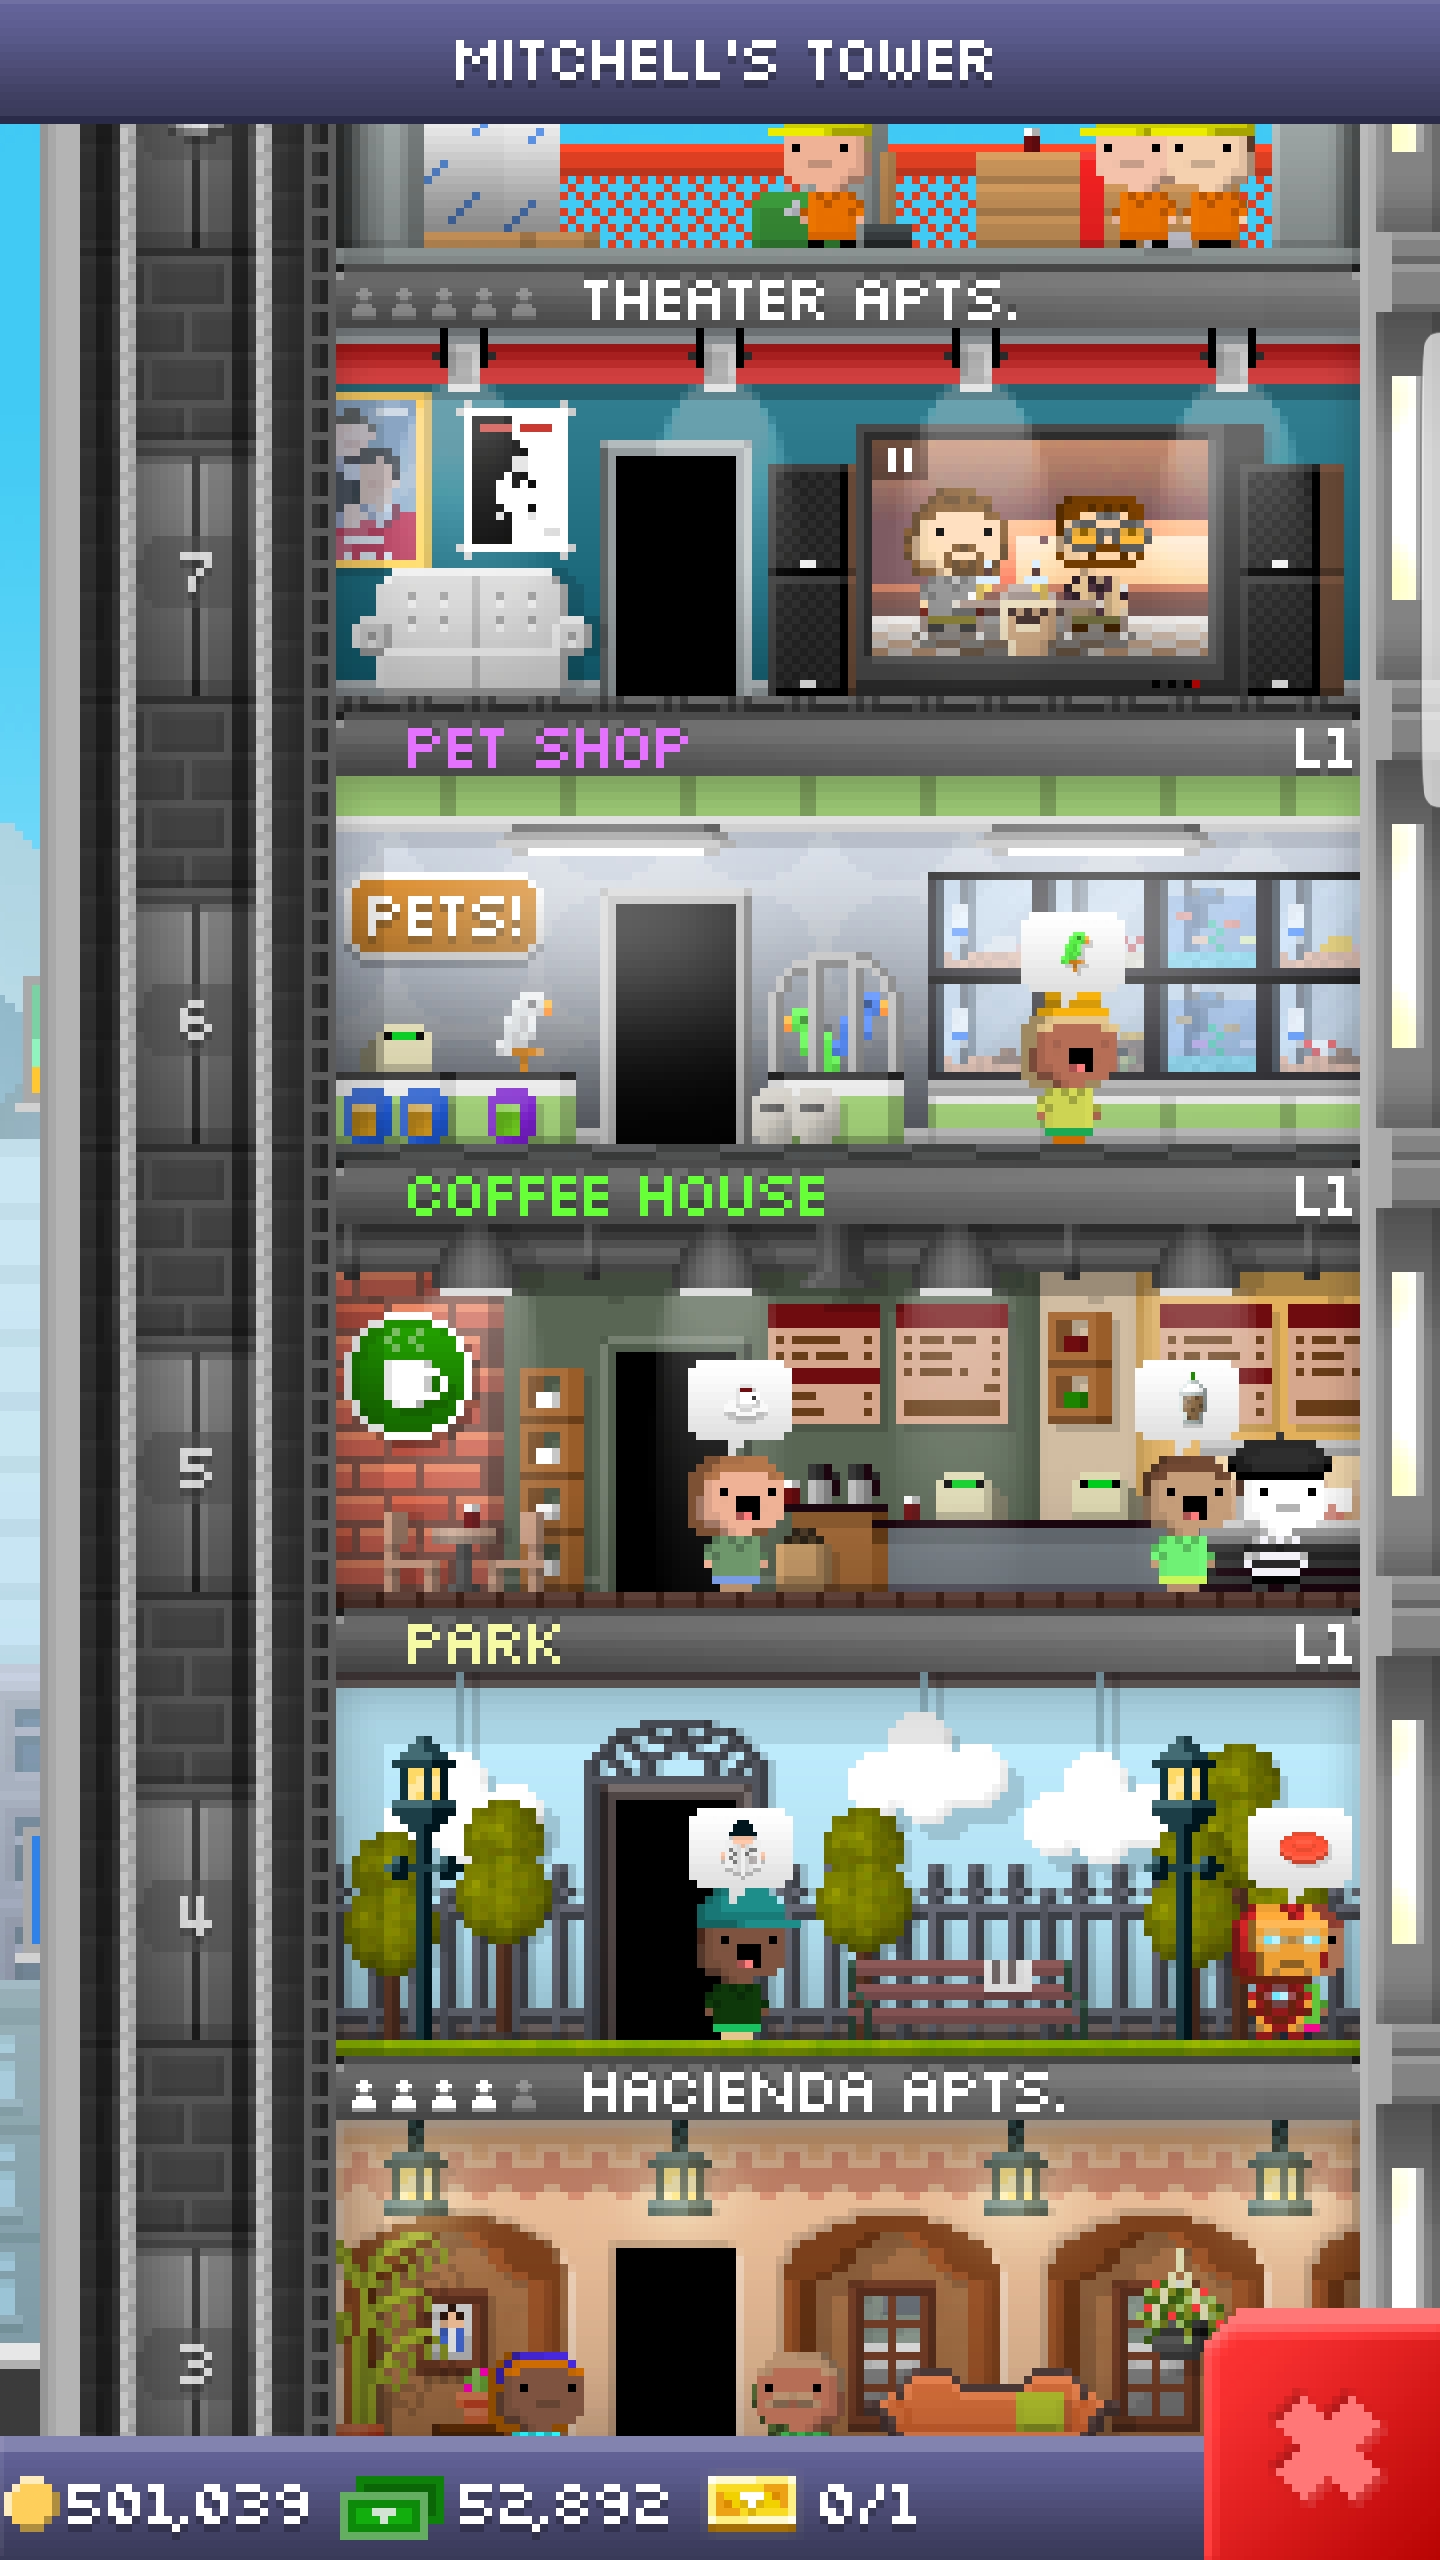 MITCHELL'S TOWER
THEATER APTS.
7
PET SHOP L1
PETS!
6
COFFEE HOUSE L1
5
PARK L1
4
HACIENDA APTS.
3
501,039 52,892 0/1